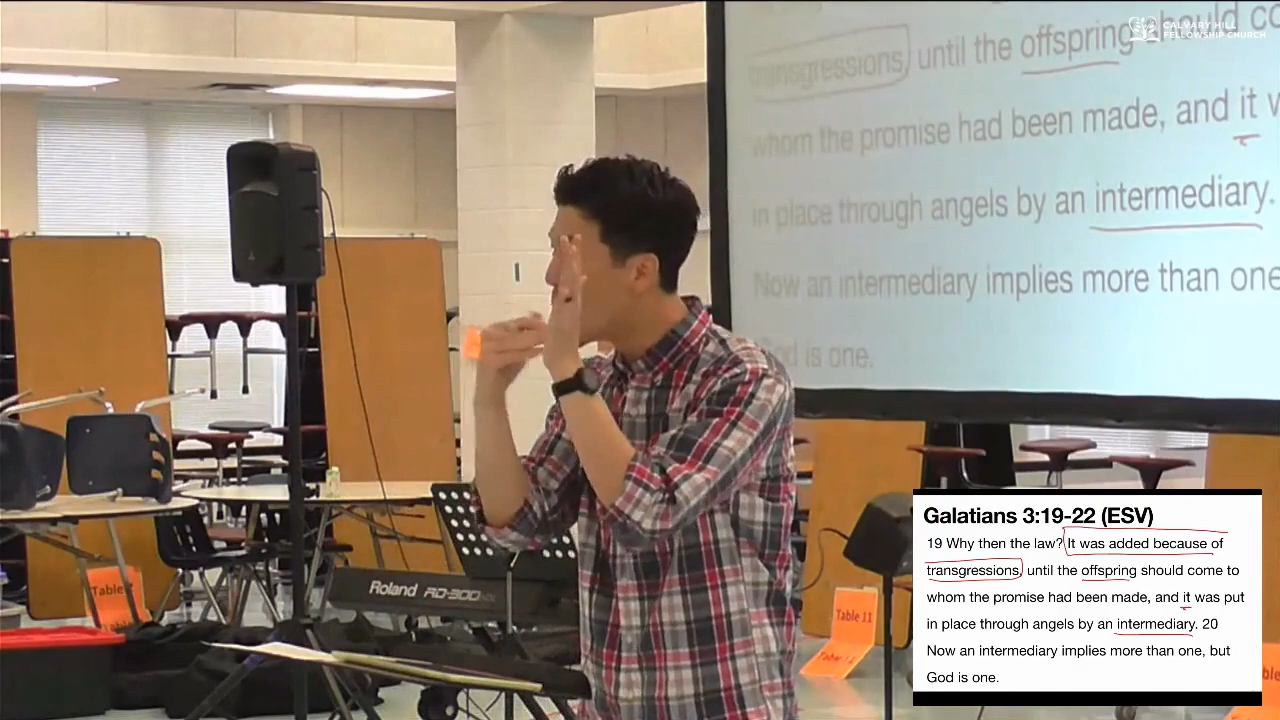 CALVARY HILL
FELLOWSHIP CHURCH
transgressions, until the offspring should co
whom the promise had been made, and it w
in place through angels by an intermediary.
Now an intermediary implies more than one
God is one.
Roland RD-300
Table
Table 11
Table
Galatians 3:19-22 (ESV)
19 Why then the law? It was added because of
transgressions, until the offspring should come to
whom the promise had been made, and it was put
in place through angels by an intermediary. 20
Now an intermediary implies more than one, but
God is one.